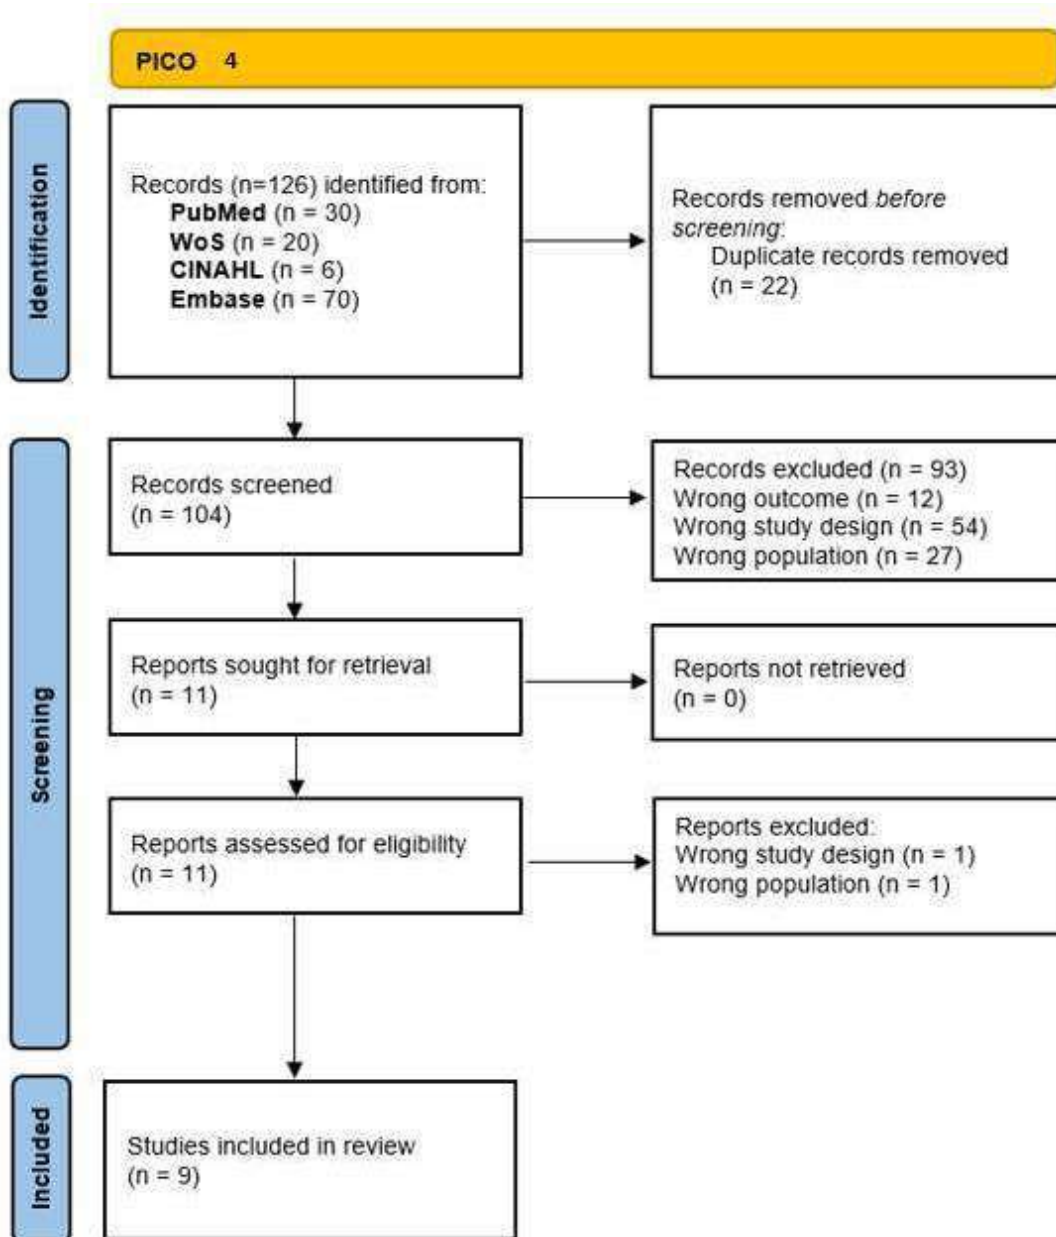 PICO 4
Identification
Records (n=126) identified from:
PubMed (n = 30)
WoS (n = 20)
CINAHL (n = 6)
Embase (n = 70)
Records removed before
screening:
Duplicate records removed
(n = 22)
Screening
Records screened
(n = 104)
Records excluded (n = 93)
Wrong outcome (n = 12)
Wrong study design (n = 54)
Wrong population (n = 27)
Reports sought for retrieval
(n = 11)
Reports not retrieved
(n = 0)
Reports assessed for eligibility
(n = 11)
Reports excluded:
Wrong study design (n = 1)
Wrong population (n = 1)
Included
Studies included in review
(n = 9)